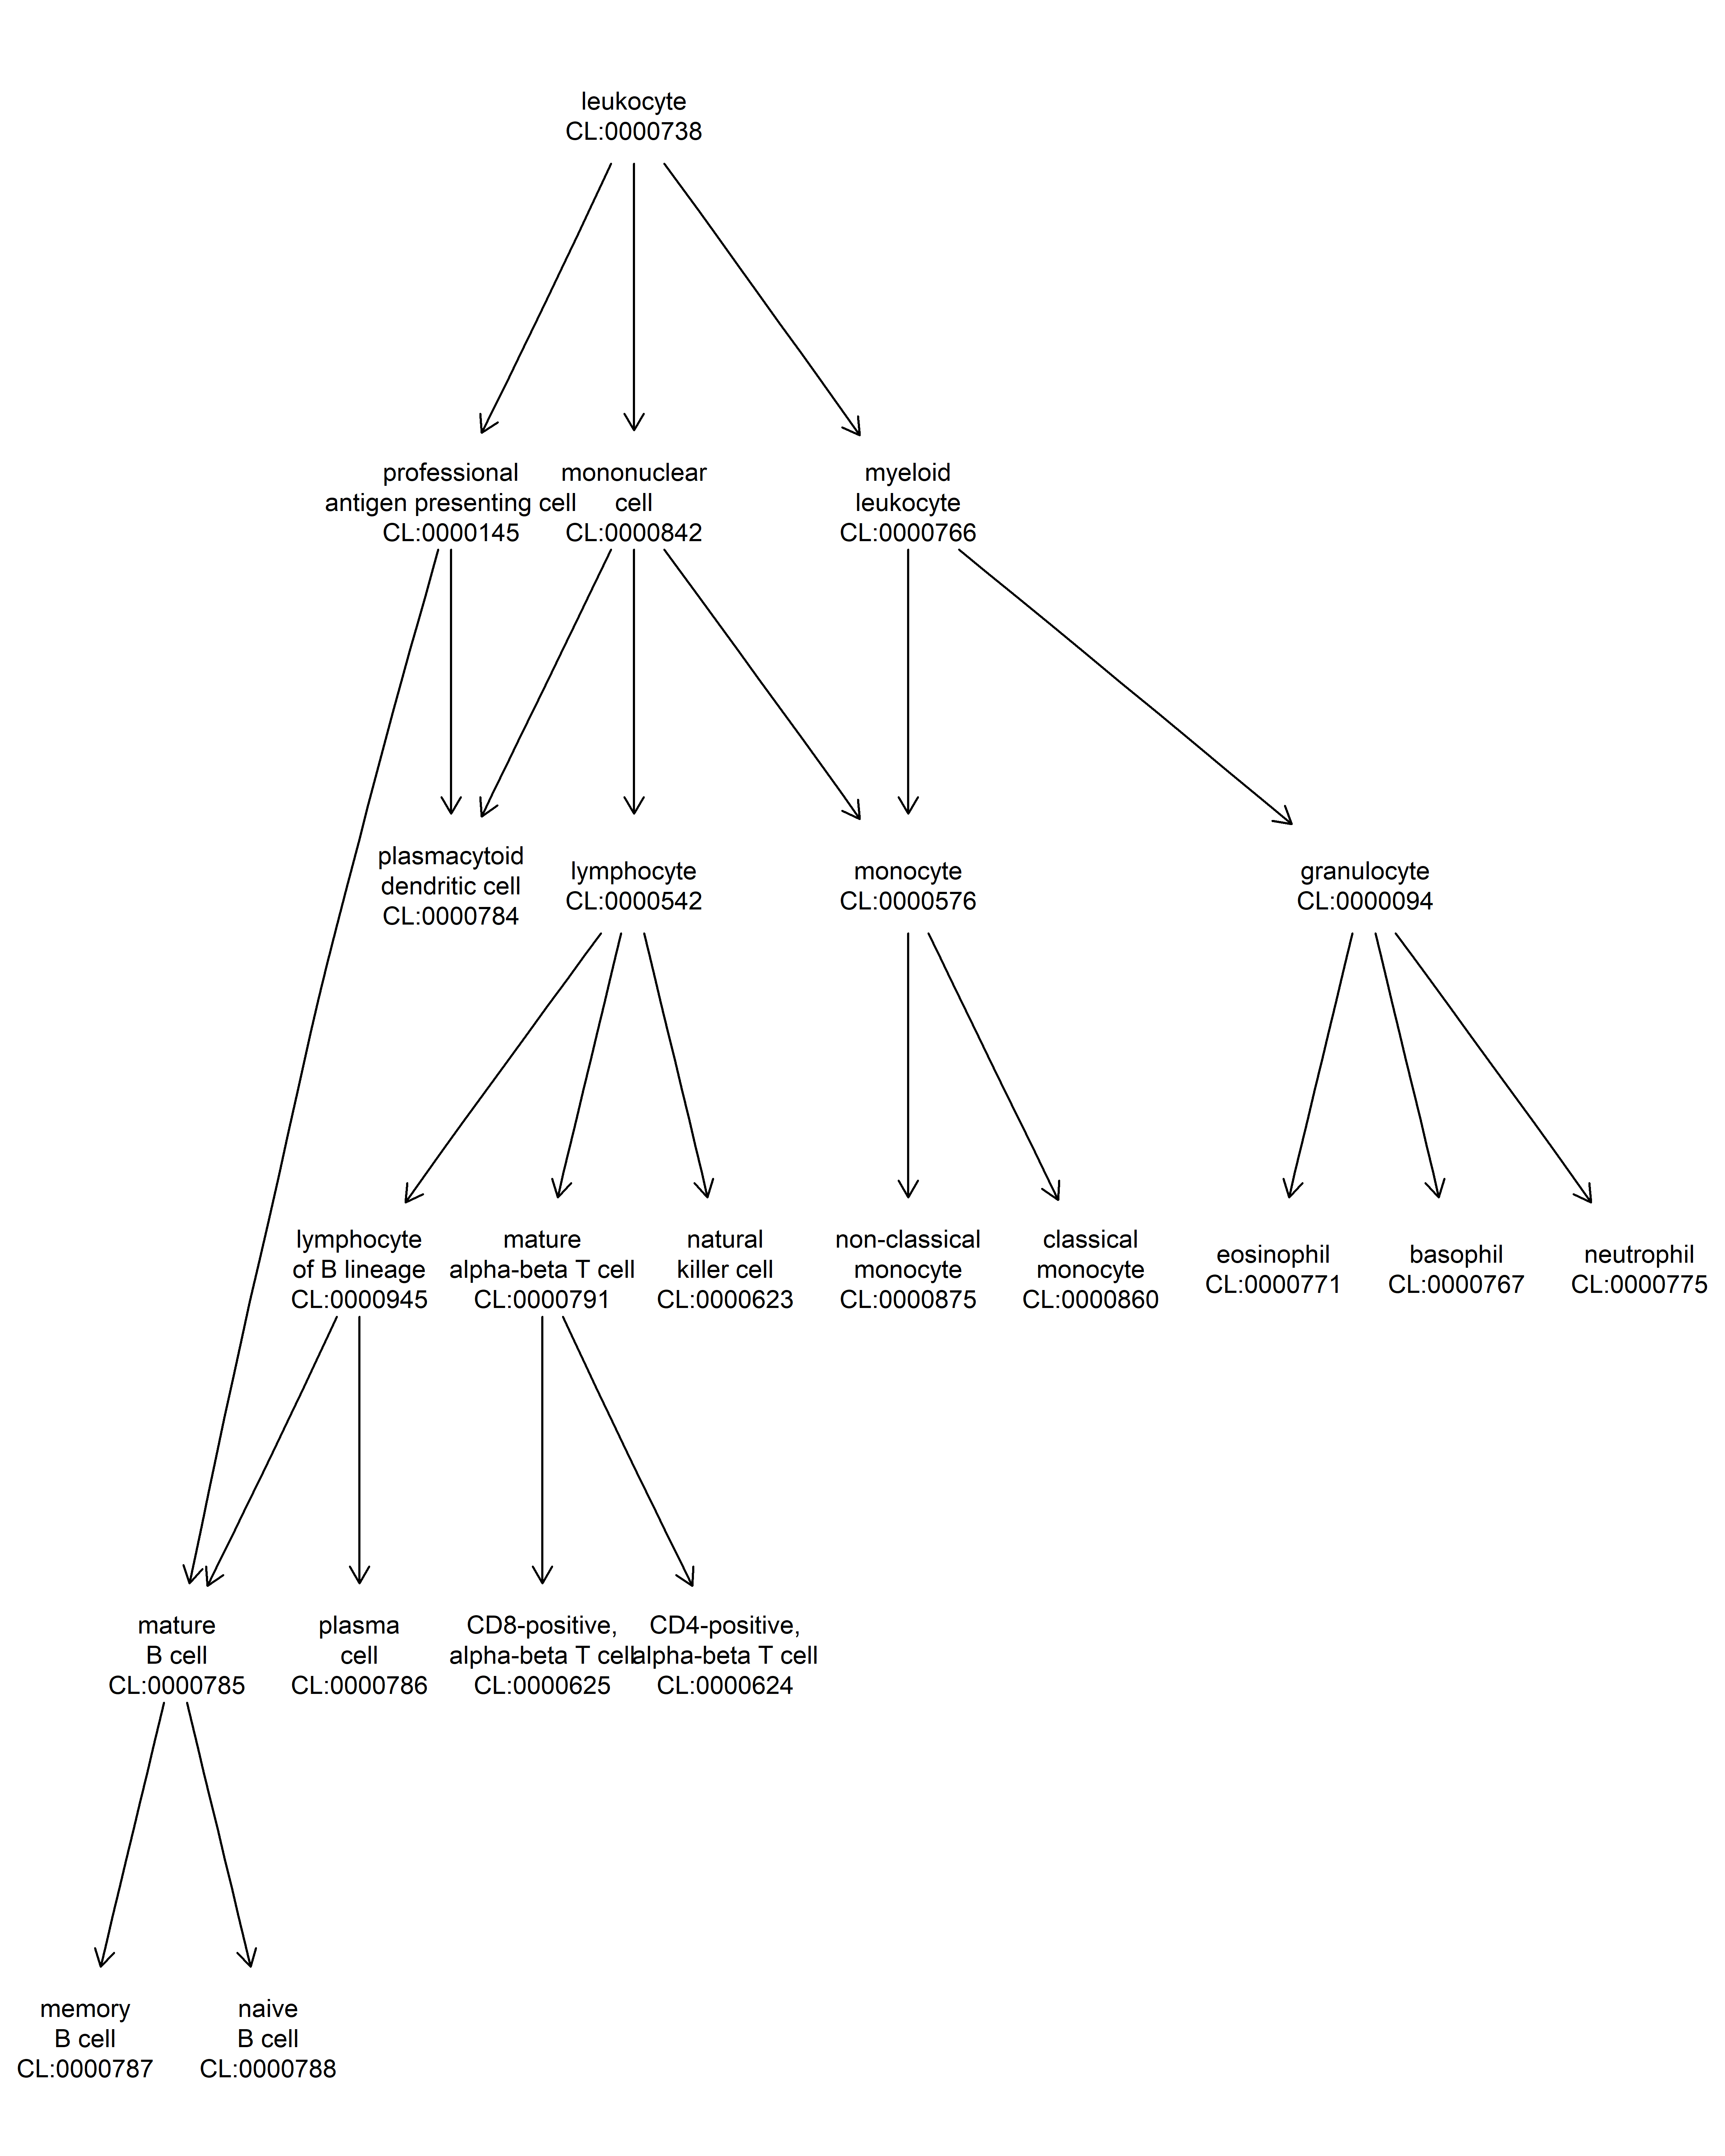 leukocyte
CL:0000738
professional
antigen presenting cell
CL:0000145
mononuclear
cell
CL:0000842
myeloid
leukocyte
CL:0000766
plasmacytoid
dendritic cell
CL:0000784
lymphocyte
CL:0000542
monocyte
CL:0000576
granulocyte
CL:0000094
lymphocyte
of B lineage
CL:0000945
mature
alpha-beta T cell
CL:0000791
natural
killer cell
CL:0000623
non-classical
monocyte
CL:0000875
classical
monocyte
CL:0000860
eosinophil
CL:0000771
basophil
CL:0000767
neutrophil
CL:0000775
mature
B cell
CL:0000785
plasma
cell
CL:0000786
CD8-positive,
alpha-beta T cell
CL:0000625
CD4-positive,
alpha-beta T cell
CL:0000624
memory
B cell
CL:0000787
naive
B cell
CL:0000788